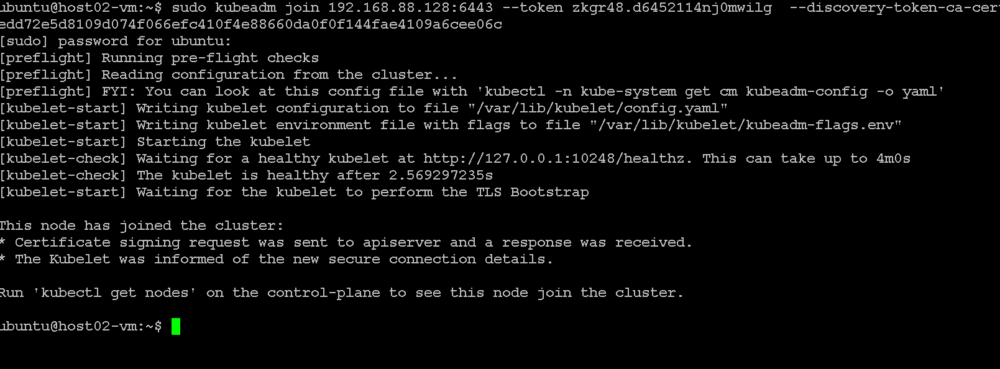 ubuntu@host02-vm:~$ sudo kubeadm join 192.168.88.128:6443 --token zkgr48.d6452114nj0mwilg  --discovery-token-ca-cert
edd72e5d8109d074f066efc410f4e88660da0f0f144fae4109a6cee06c
[sudo] password for ubuntu:
[preflight] Running pre-flight checks
[preflight] Reading configuration from the cluster...
[preflight] FYI: You can look at this config file with 'kubectl -n kube-system get cm kubeadm-config -o yaml'
[kubelet-start] Writing kubelet configuration to file "/var/lib/kubelet/config.yaml"
[kubelet-start] Writing kubelet environment file with flags to file "/var/lib/kubelet/kubeadm-flags.env"
[kubelet-start] Starting the kubelet
[kubelet-check] Waiting for a healthy kubelet at http://127.0.0.1:10248/healthz. This can take up to 4m0s
[kubelet-check] The kubelet is healthy after 2.569297235s
[kubelet-start] Waiting for the kubelet to perform the TLS Bootstrap
This node has joined the cluster:
* Certificate signing request was sent to apiserver and a response was received.
* The Kubelet was informed of the new secure connection details.
Run 'kubectl get nodes' on the control-plane to see this node join the cluster.
ubuntu@host02-vm:~$